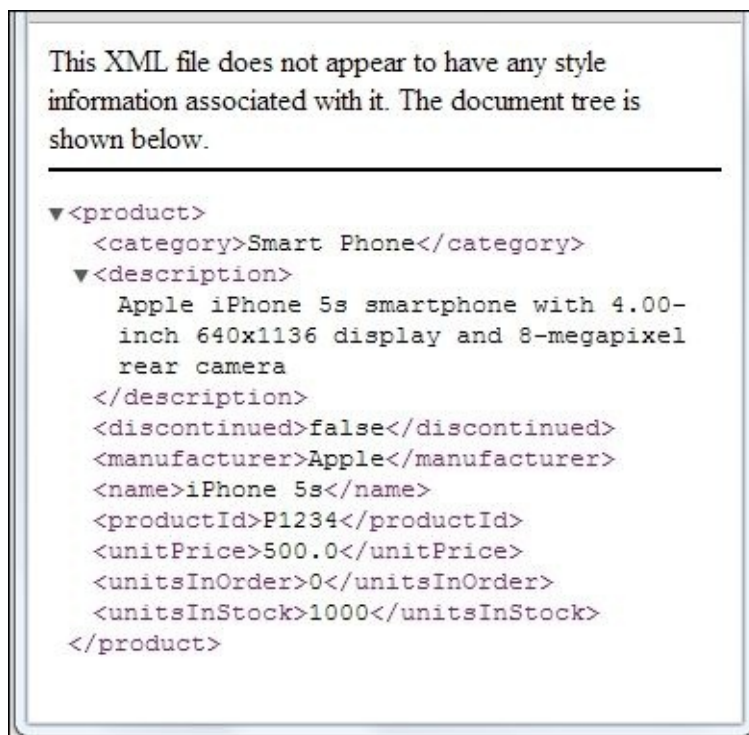 This XML file does not appear to have any style
information associated with it. The document tree is
shown below.
▼<product>
<category>Smart Phone</category>
▼<description>
Apple iPhone 5s smartphone with 4.00-
inch 640x1136 display and 8-megapixel
rear camera
</description>
<discontinued>false</discontinued>
<manufacturer>Apple</manufacturer>
<name>iPhone 5s</name>
<productId>P1234</productId>
<unitPrice>500.0</unitPrice>
<unitsInOrder>0</unitsInOrder>
<unitsInStock>1000</unitsInStock>
</product>